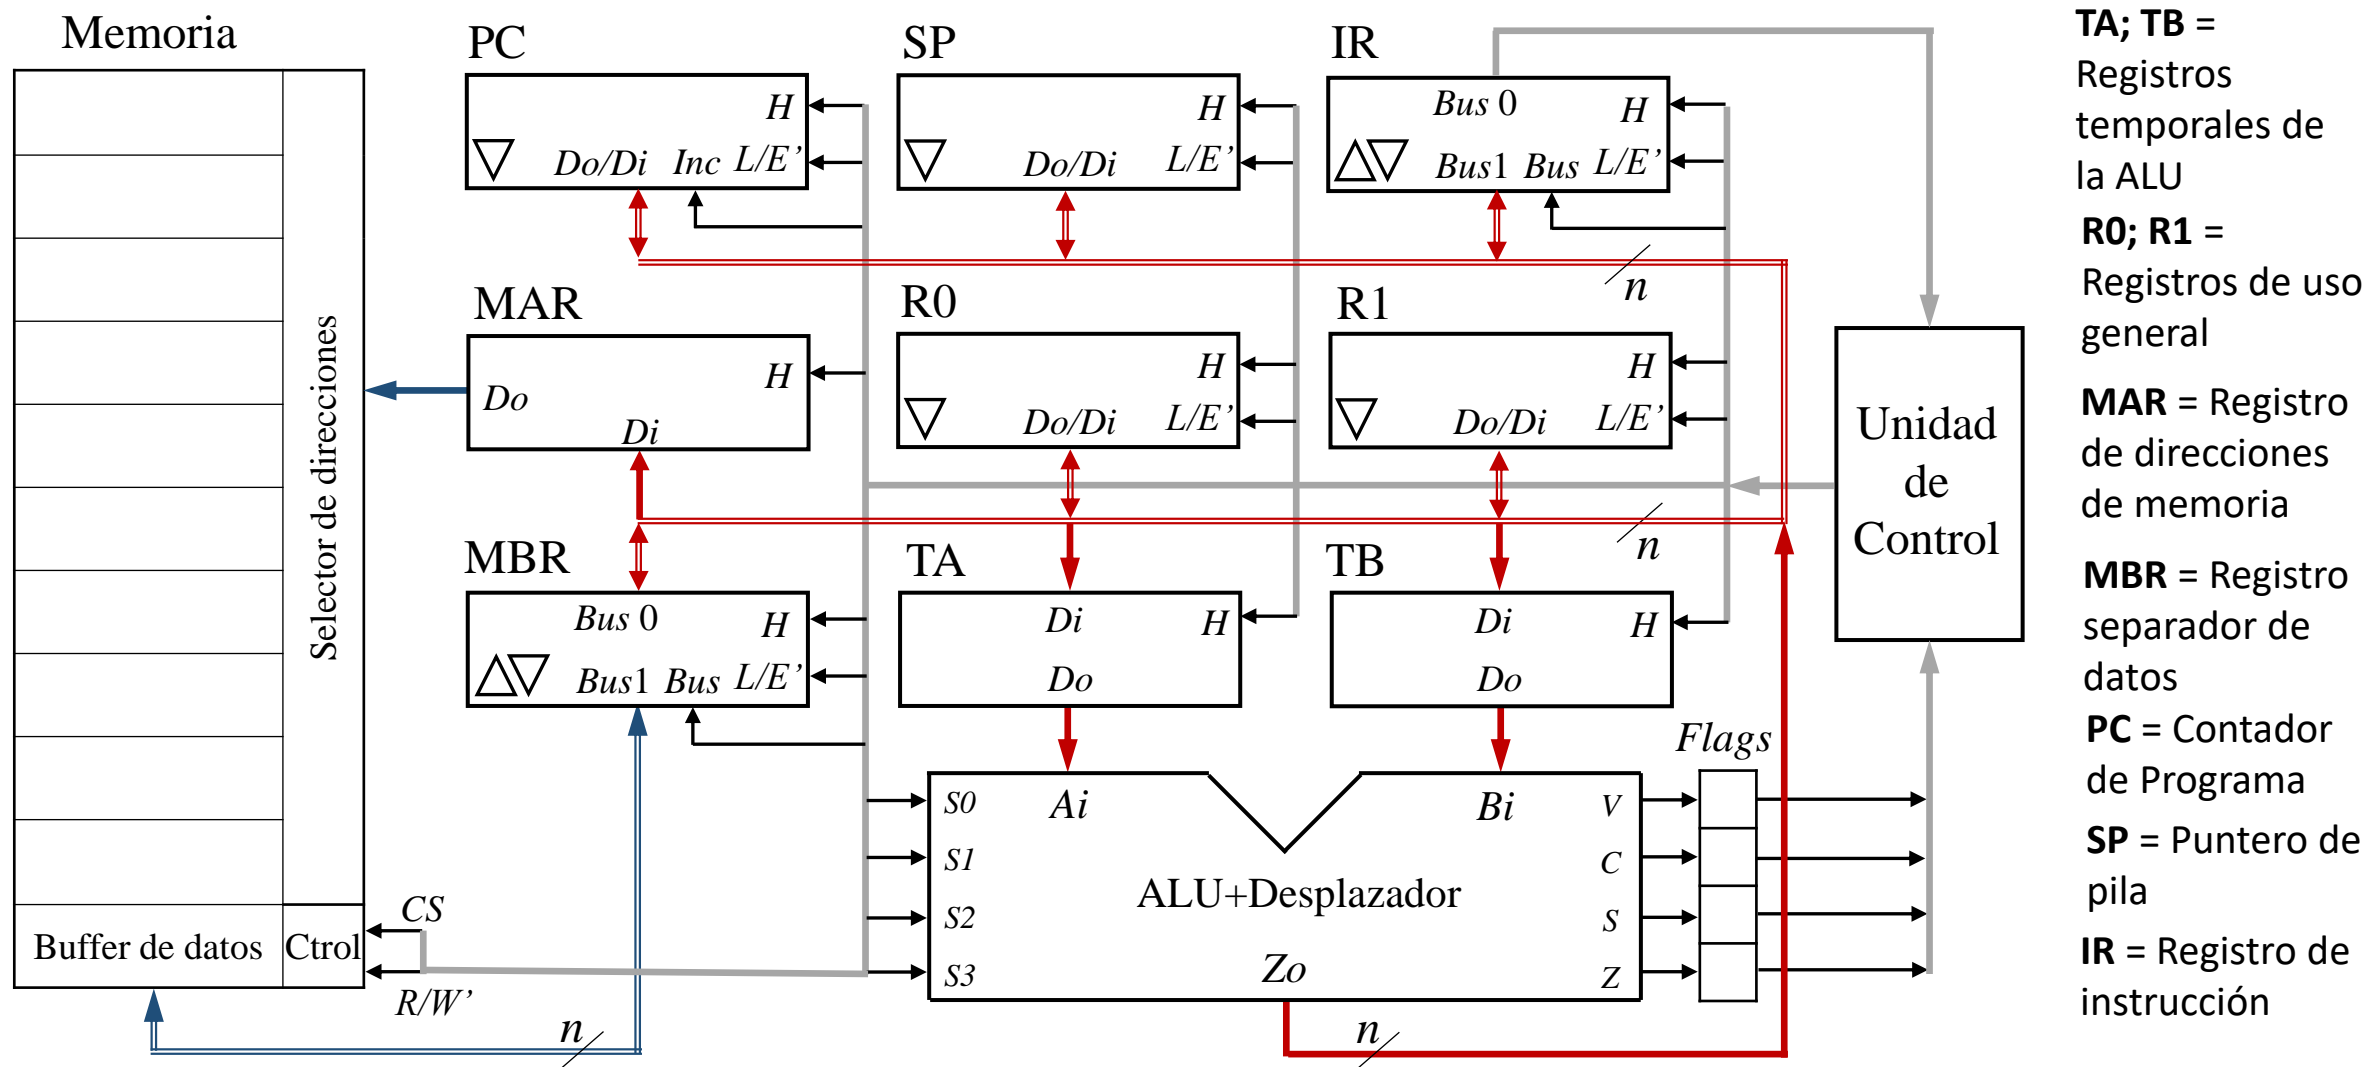 Memoria
Selector de direcciones
Buffer de datos
Ctrol
CS
R/W’
n
PC
H
Do/Di Inc L/E’
SP
H
Do/Di L/E’
IR
Bus 0 H
Bus1 Bus L/E’
n
MAR
H
Do
Di
R0
H
Do/Di L/E’
R1
H
Do/Di L/E’
n
MBR
Bus 0 H
Bus1 Bus L/E’
TA
Di H
Do
TB
Di H
Do
Flags
S0 Ai Bi V
S1 C
ALU+Desplazador
S2 S
S3 Zo Z
n
Unidad
de
Control
TA; TB =
Registros
temporales de
la ALU
R0; R1 =
Registros de uso
general
MAR = Registro
de direcciones
de memoria
MBR = Registro
separador de
datos
PC = Contador
de Programa
SP = Puntero de
pila
IR = Registro de
instrucción